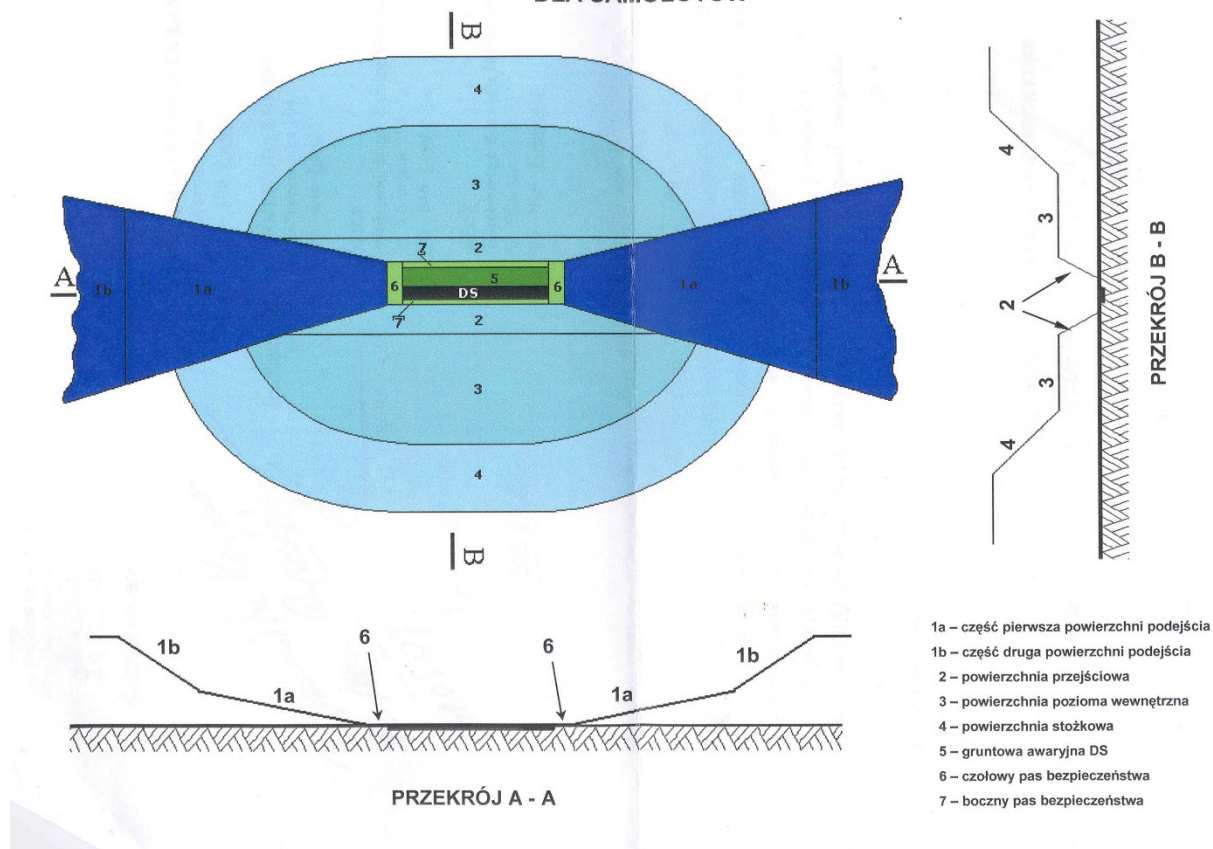 DLA SAMOLOTÓW
B
4
3
2
7
5
6
DS
6
7
2
3
4
A
1b
1a
1a
1b
A
B
4
3
2
3
4
PRZEKRÓJ B - B
1b
1a
6
6
1a
1b
PRZEKRÓJ A - A
1a – część pierwsza powierzchni podejścia
1b – część druga powierzchni podejścia
2 – powierzchnia przejściowa
3 – powierzchnia pozioma wewnętrzna
4 – powierzchnia stożkowa
5 – gruntowa awaryjna DS
6 – czołowy pas bezpieczeństwa
7 – boczny pas bezpieczeństwa